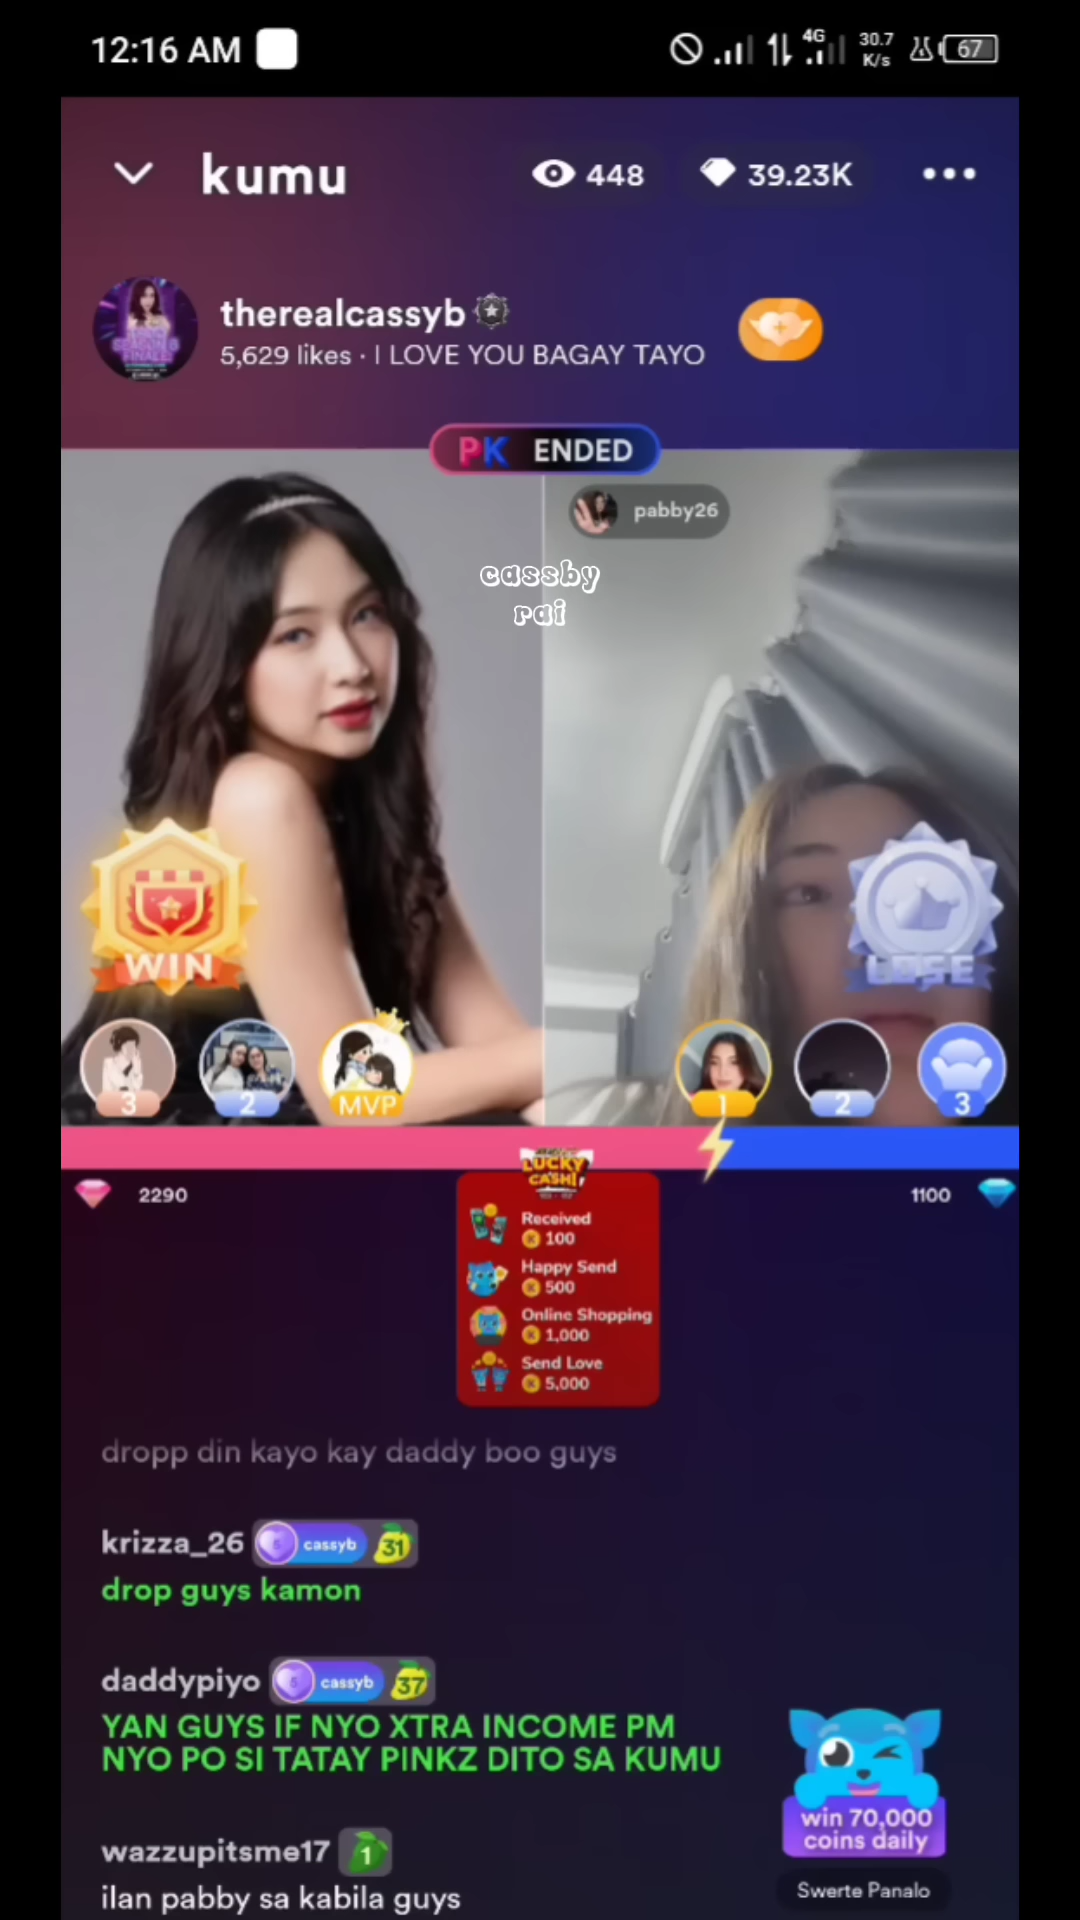 12:16 AM
4G
30.7
K/s
67
kumu
448
39.23K
therealcassyb
5,629 likes · I LOVE YOU BAGAY TAYO
PK ENDED
pabby26
cassby
rai
WIN
LOSE
3
2
MVP
1
2
3
LUCKY
CASH!
2290
1100
Received
100
Happy Send
500
Online Shopping
1,000
Send Love
5,000
dropp din kayo kay daddy boo guys
krizza_26 5 cassyb 31
drop guys kamon
daddypiyo 5 cassyb 37
YAN GUYS IF NYO XTRA INCOME PM
NYO PO SI TATAY PINKZ DITO SA KUMU
win 70,000
coins daily
wazzupitsme17 1
ilan pabby sa kabila guys
Swerte Panalo